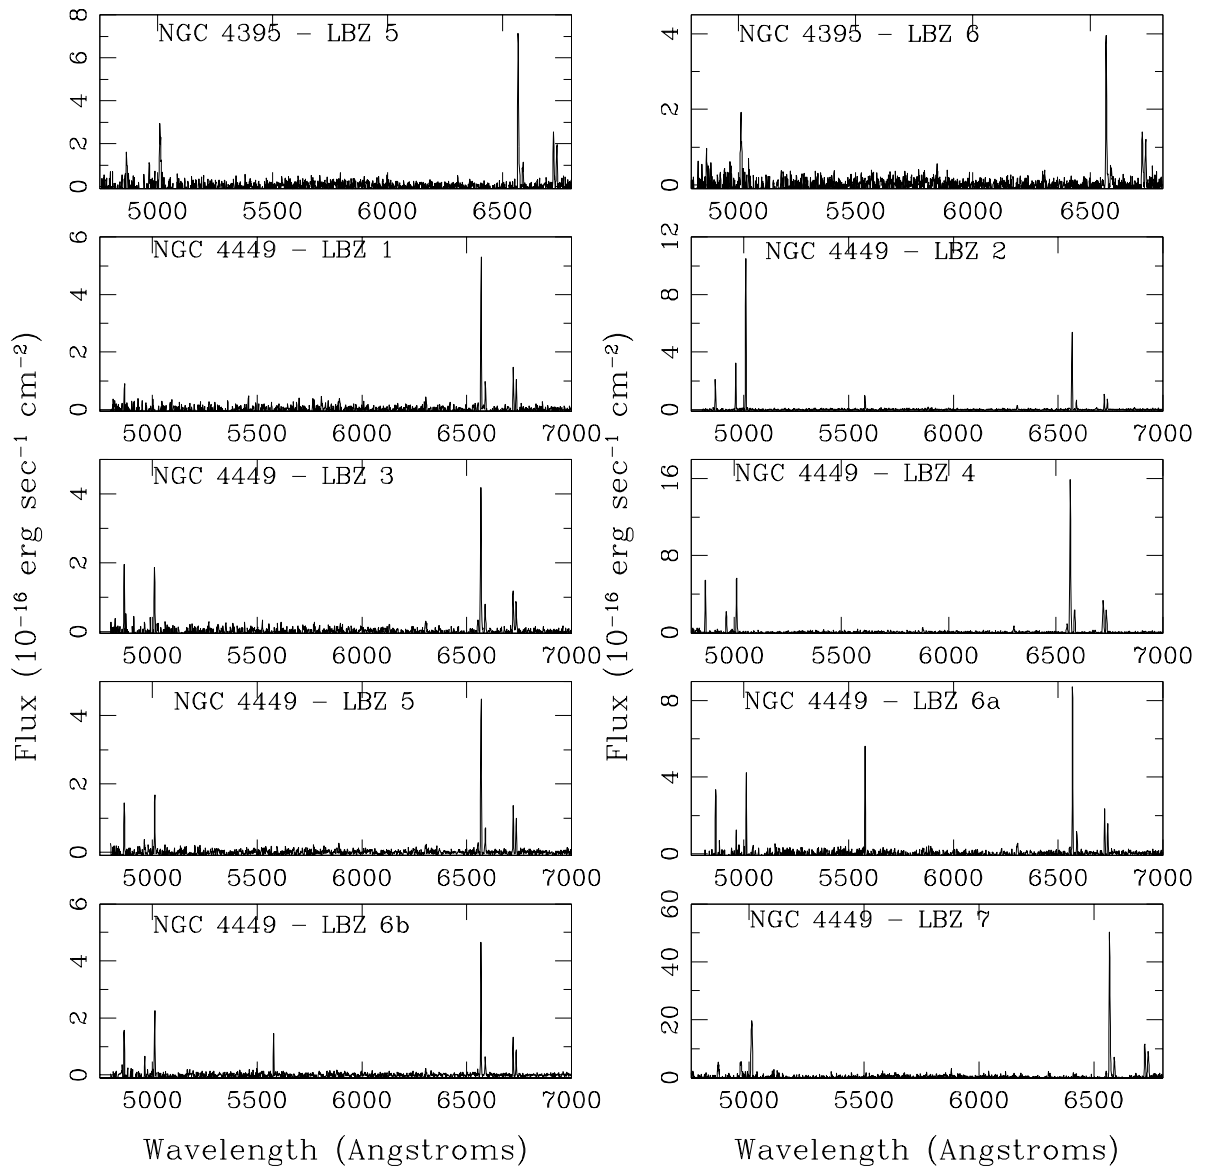 NGC 4395 − LBZ 5
8
6
4
2
0
5000 5500 6000 6500
NGC 4395 − LBZ 6
4
2
0
5000 5500 6000 6500
NGC 4449 − LBZ 1
6
4
2
0
5000 5500 6000 6500 7000
NGC 4449 − LBZ 2
12
8
4
0
5000 5500 6000 6500 7000
NGC 4449 − LBZ 3
4
2
0
5000 5500 6000 6500 7000
NGC 4449 − LBZ 4
16
8
0
5000 5500 6000 6500 7000
NGC 4449 − LBZ 5
4
2
0
5000 5500 6000 6500 7000
NGC 4449 − LBZ 6a
8
4
0
5000 5500 6000 6500 7000
NGC 4449 − LBZ 6b
6
4
2
0
5000 5500 6000 6500 7000
NGC 4449 − LBZ 7
60
40
20
0
5000 5500 6000 6500
Flux (10⁻¹⁶ erg sec⁻¹ cm⁻²)
Flux (10⁻¹⁶ erg sec⁻¹ cm⁻²)
Wavelength (Angstroms)
Wavelength (Angstroms)